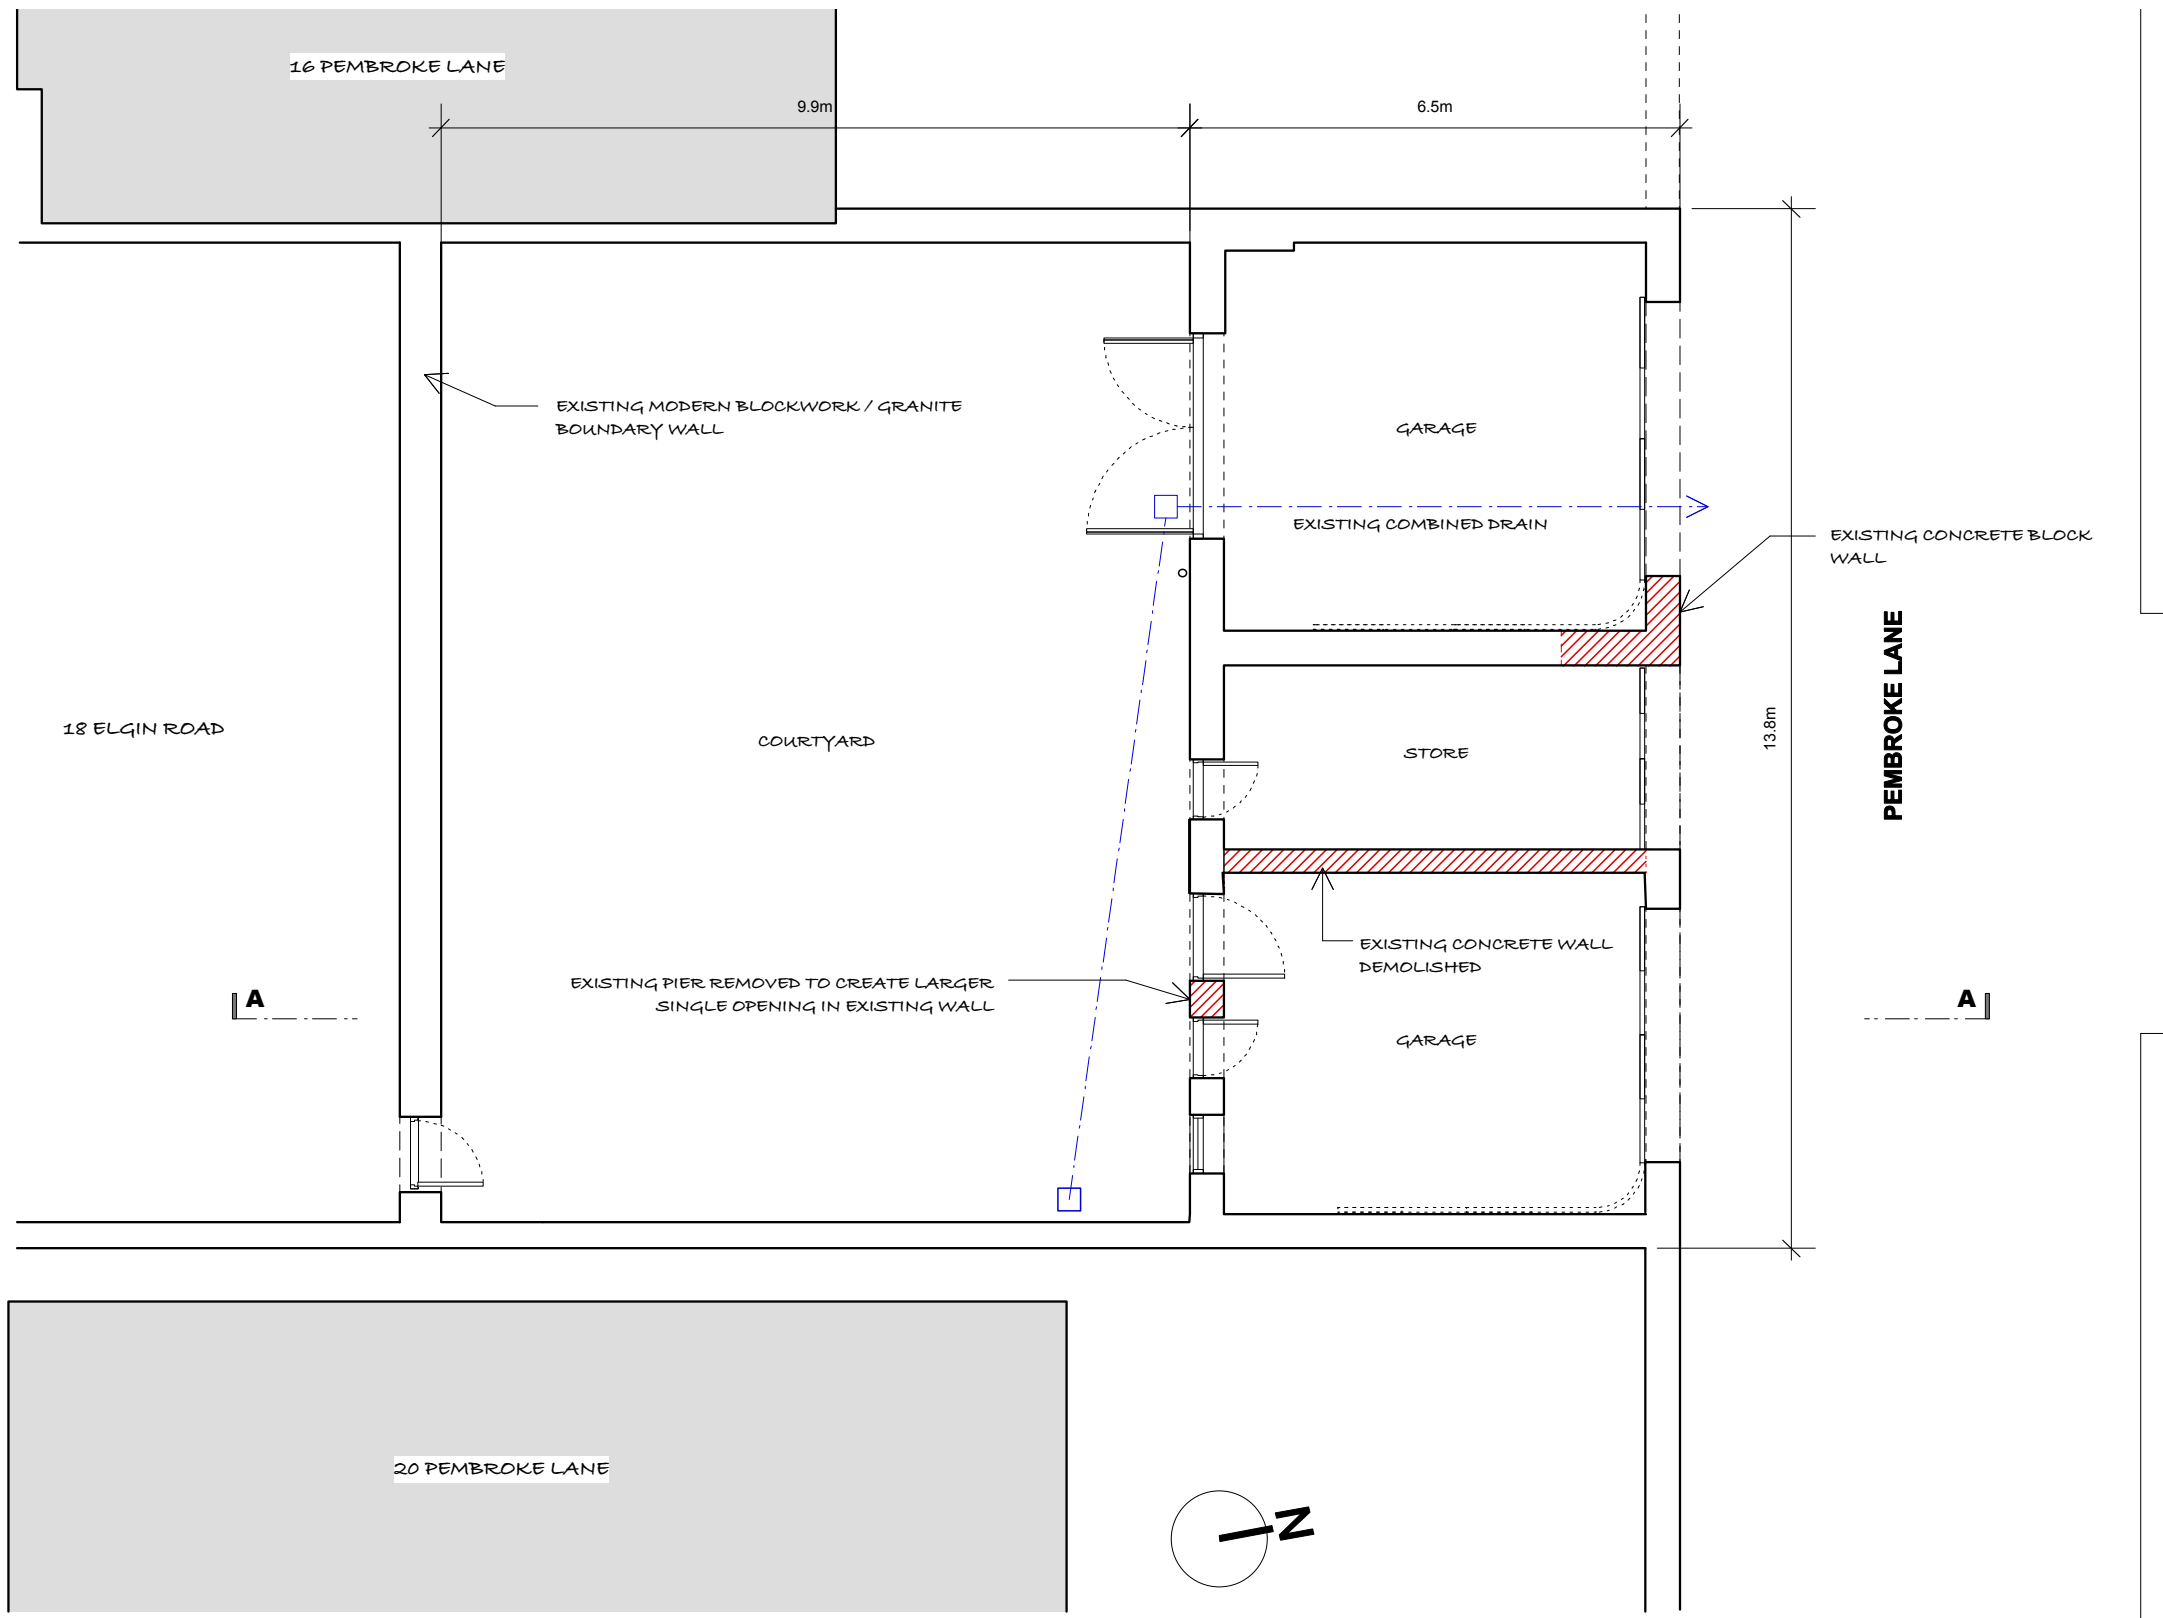 16 PEMBROKE LANE
9.9m
6.5m
EXISTING MODERN BLOCKWORK / GRANITE
BOUNDARY WALL
GARAGE
EXISTING COMBINED DRAIN
EXISTING CONCRETE BLOCK
WALL
PEMBROKE LANE
13.8m
18 ELGIN ROAD
COURTYARD
STORE
EXISTING CONCRETE WALL
DEMOLISHED
EXISTING PIER REMOVED TO CREATE LARGER
SINGLE OPENING IN EXISTING WALL
A
A
GARAGE
20 PEMBROKE LANE
N